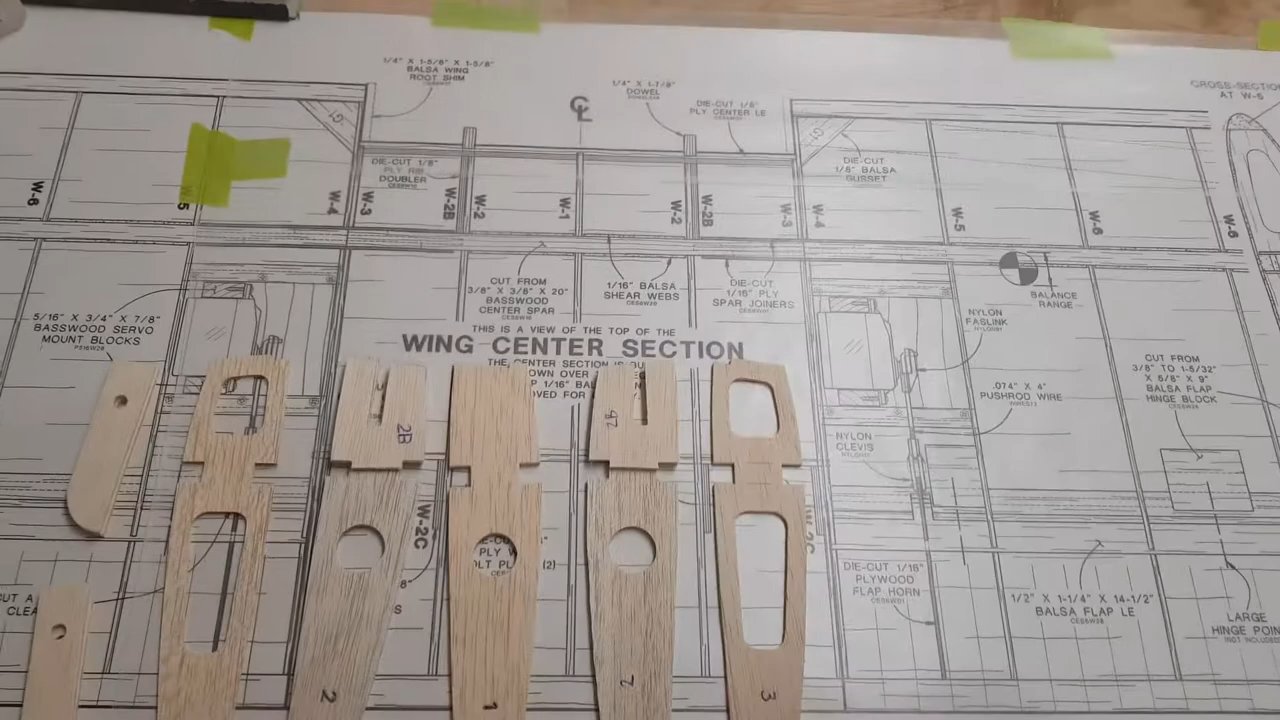 1/4" X 1-5/8" X 1-5/8"
BALSA WING
ROOT SHIM
1/4" X 1-7/8"
DOWEL
CL
DIE-CUT 1/8"
PLY CENTER LE
CROSS-SECTION
AT W-6
G1
G1
DIE-CUT 1/8"
PLY RIB
DOUBLER
DIE-CUT
1/8" BALSA
GUSSET
W-6
W-4
W-3
W-2B
W-2
W-1
W-2
W-2B
W-3
W-4
W-5
W-6
W-6
CUT FROM
3/8" X 3/8" X 20"
BASSWOOD
CENTER SPAR
1/16" BALSA
SHEAR WEBS
DIE-CUT
1/16" PLY
SPAR JOINERS
BALANCE
RANGE
5/16" X 3/4" X 7/8"
BASSWOOD SERVO
MOUNT BLOCKS
THIS IS A VIEW OF THE TOP OF THE
WING CENTER SECTION
NYLON
FASLINK
.074" X 4"
PUSHROD WIRE
CUT FROM
3/8" TO 1-5/32"
X 5/8" X 9"
BALSA FLAP
HINGE BLOCK
2B
NYLON
CLEVIS
W-2C
PLY
(2)
DIE-CUT 1/16"
PLYWOOD
FLAP HORN
1/2" X 1-1/4" X 14-1/2"
BALSA FLAP LE
LARGE
HINGE POIN
2
1
2
3